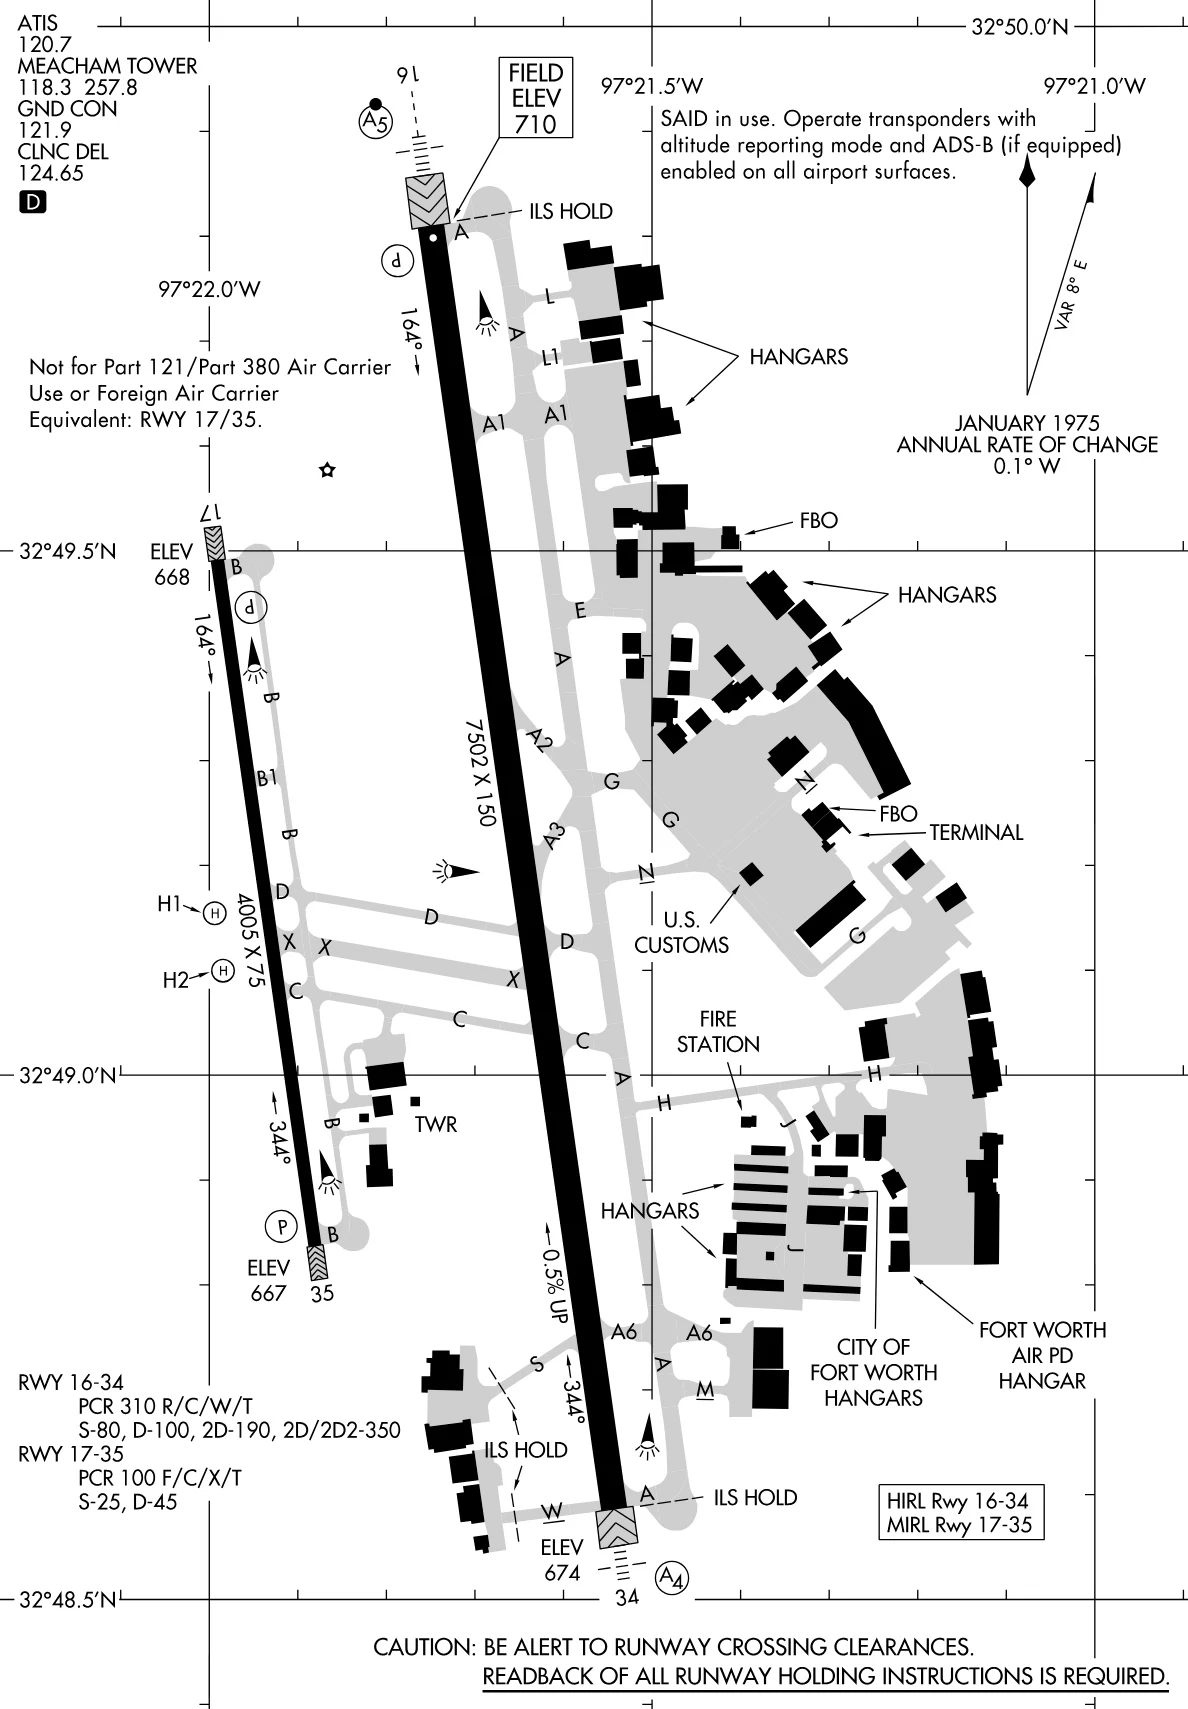 ATIS
120.7
MEACHAM TOWER
118.3 257.8
GND CON
121.9
CLNC DEL
124.65
D
32°50.0'N
16
A5
FIELD
ELEV
710
97°21.5'W
97°21.0'W
SAID in use. Operate transponders with
altitude reporting mode and ADS-B (if equipped)
enabled on all airport surfaces.
ILS HOLD
A
P
97°22.0'W
VAR 8° E
L
164°
A
L1
HANGARS
Not for Part 121/Part 380 Air Carrier
Use or Foreign Air Carrier
Equivalent: RWY 17/35.
A1
A1
JANUARY 1975
ANNUAL RATE OF CHANGE
0.1° W
17
FBO
32°49.5'N
ELEV
668
B
P
HANGARS
E
164°
A
B
A2
7502 X 150
B1
G
N
G
FBO
B
A3
TERMINAL
N
D
H1
H
D
4005 X 75
U.S.
CUSTOMS
G
X
X
D
H2
H
X
C
C
C
FIRE
STATION
32°49.0'N
A
H
H
TWR
B
J
344°
HANGARS
P
B
J
ELEV
667
35
0.5% UP
A6
A6
S
A
CITY OF
FORT WORTH
HANGARS
FORT WORTH
AIR PD
HANGAR
344°
M
RWY 16-34
PCR 310 R/C/W/T
S-80, D-100, 2D-190, 2D/2D2-350
RWY 17-35
PCR 100 F/C/X/T
S-25, D-45
ILS HOLD
A
ILS HOLD
W
HIRL Rwy 16-34
MIRL Rwy 17-35
ELEV
674
A4
34
32°48.5'N
CAUTION: BE ALERT TO RUNWAY CROSSING CLEARANCES.
READBACK OF ALL RUNWAY HOLDING INSTRUCTIONS IS REQUIRED.